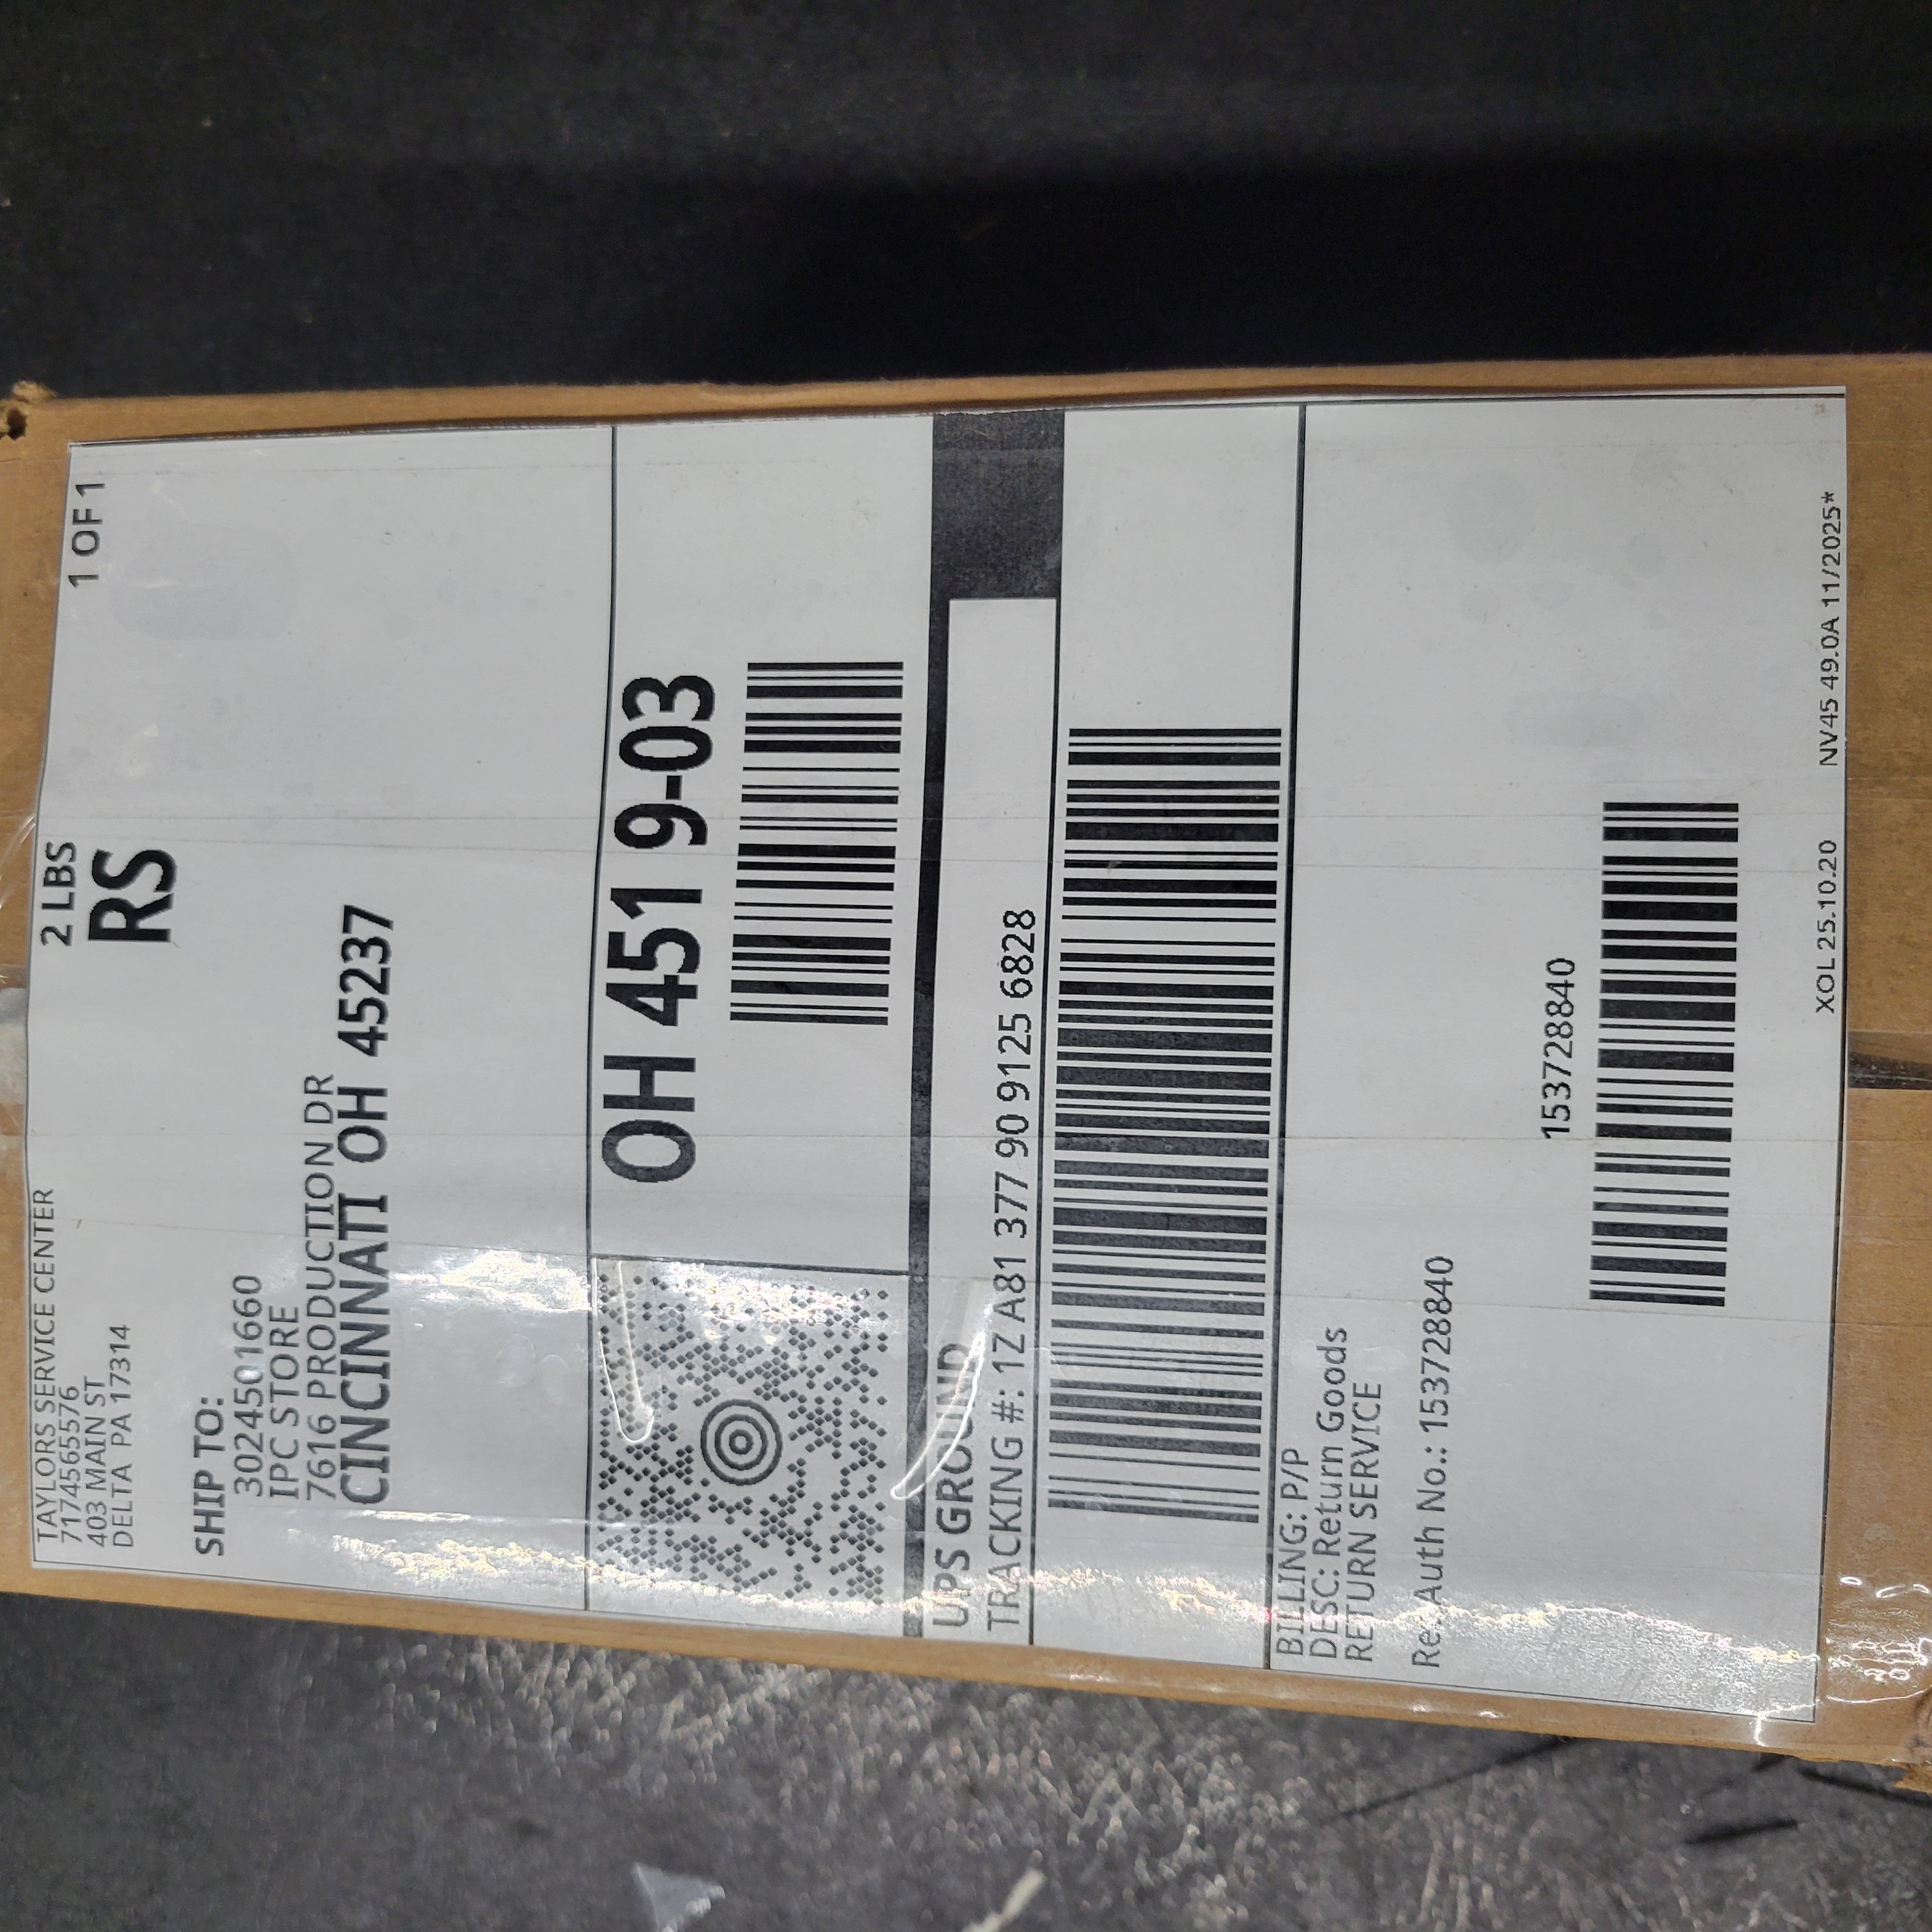 TAYLORS SERVICE CENTER
7174565576
403 MAIN ST
DELTA PA 17314
2 LBS
1 OF 1
RS
SHIP TO:
3024501660
IPC STORE
7616 PRODUCTION DR
CINCINNATI OH 45237
OH 451 9-03
UPS GROUND
TRACKING #: 1Z A81 377 90 9125 6828
BILLING: P/P
DESC: Return Goods
RETURN SERVICE
Re. Auth No.: 153728840
153728840
XOL 25.10.20 NV45 49.0A 11/2025*